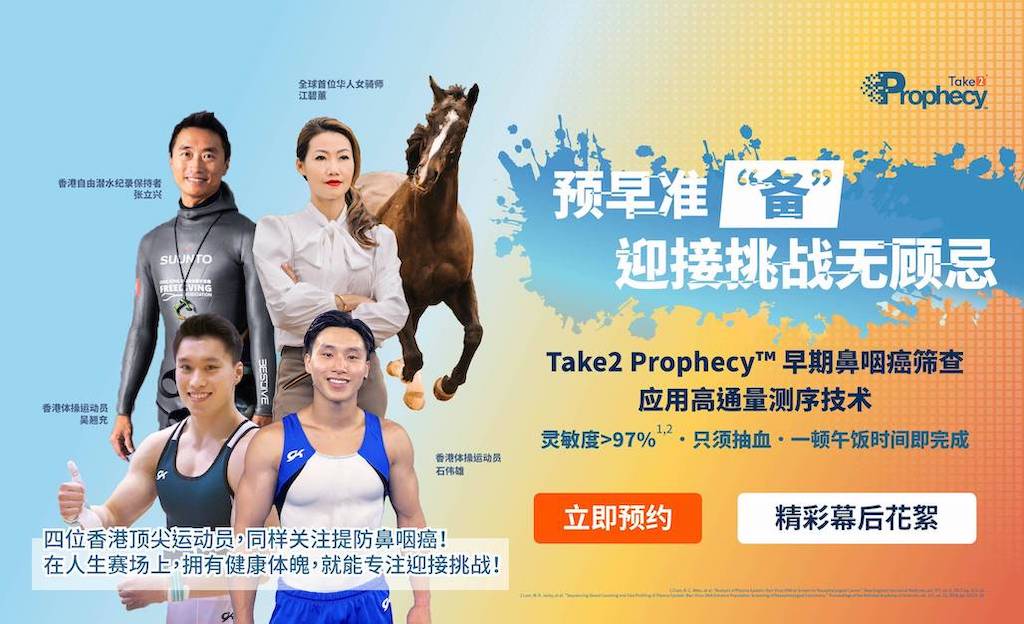 Take2
Prophecy
全球首位华人女骑师
江碧蕙
香港自由潜水纪录保持者
张立兴
SUUNTO
FREEDIVING
ASSOCIATION
BESTDIVE
预早准“备”
迎接挑战无顾忌
Take2 Prophecy™ 早期鼻咽癌筛查
应用高通量测序技术
灵敏度>97%1,2・只须抽血・一顿午饭时间即完成
香港体操运动员
吴翘充
香港体操运动员
石伟雄
GK
GK
立即预约
精彩幕后花絮
四位香港顶尖运动员，同样关注提防鼻咽癌！
在人生赛场上，拥有健康体魄，就能专注迎接挑战！